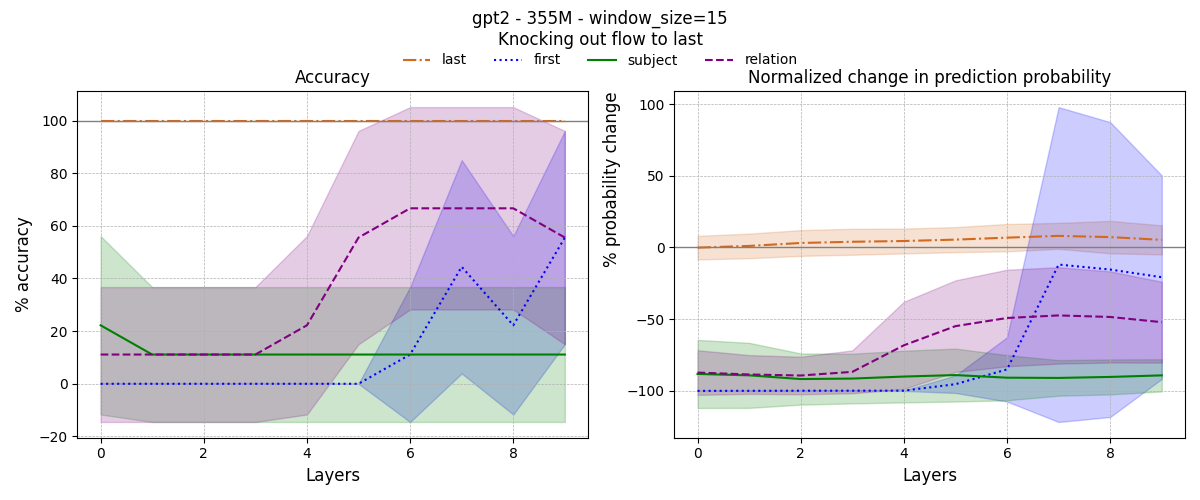 gpt2 - 355M - window_size=15
Knocking out flow to last
last first subject relation
Accuracy
Normalized change in prediction probability
% accuracy
100
80
60
40
20
0
−20
0 2 4 6 8
Layers
% probability change
100
50
0
−50
−100
0 2 4 6 8
Layers